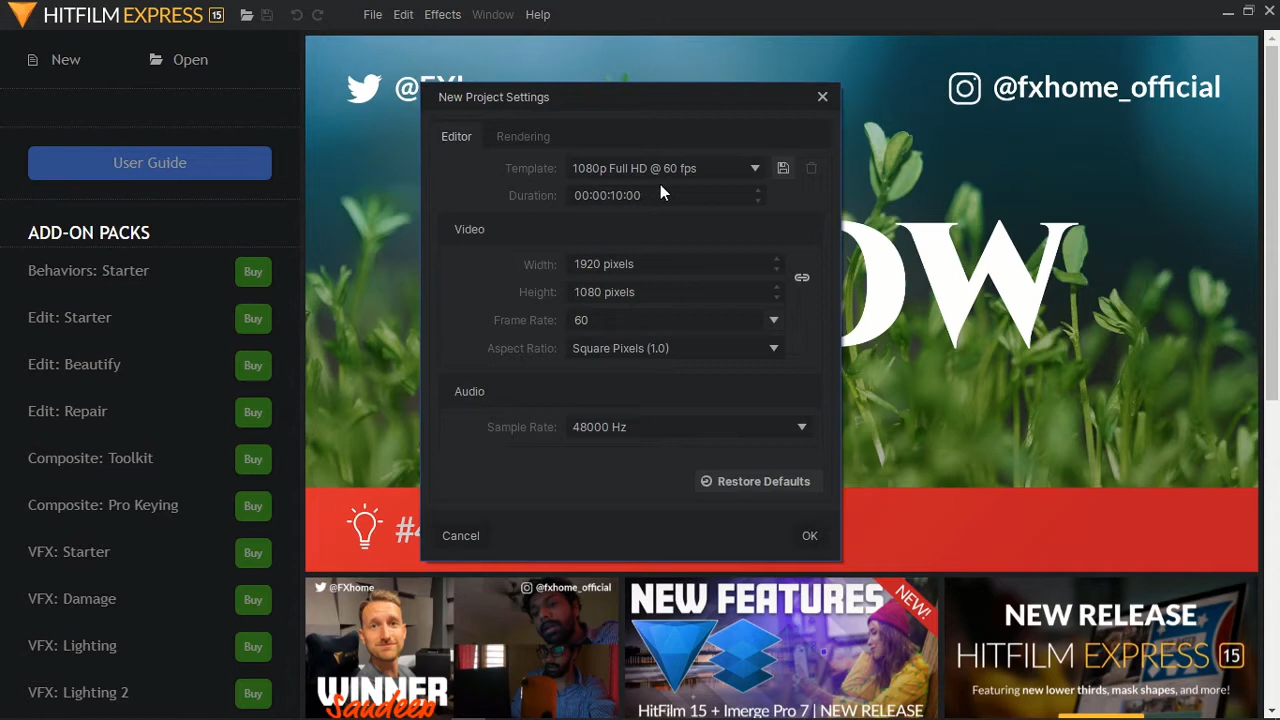 HITFILM EXPRESS 15
File Edit Effects Window Help
New Open
User Guide
ADD-ON PACKS
Behaviors: Starter Buy
Edit: Starter Buy
Edit: Beautify Buy
Edit: Repair Buy
Composite: Toolkit Buy
Composite: Pro Keying Buy
VFX: Starter Buy
VFX: Damage Buy
VFX: Lighting Buy
VFX: Lighting 2 Buy
@fxhome_official
New Project Settings
Editor Rendering
Template: 1080p Full HD @ 60 fps
Duration: 00:00:10:00
Video
Width: 1920 pixels
Height: 1080 pixels
Frame Rate: 60
Aspect Ratio: Square Pixels (1.0)
Audio
Sample Rate: 48000 Hz
Restore Defaults
Cancel OK
@FXhome @fxhome_official
WINNER
Saudeep
NEW FEATURES
NEW!
HitFilm 15 + Imerge Pro 7 | NEW RELEASE
NEW RELEASE
HITFILM EXPRESS 15
Featuring new lower thirds, mask shapes, and more!